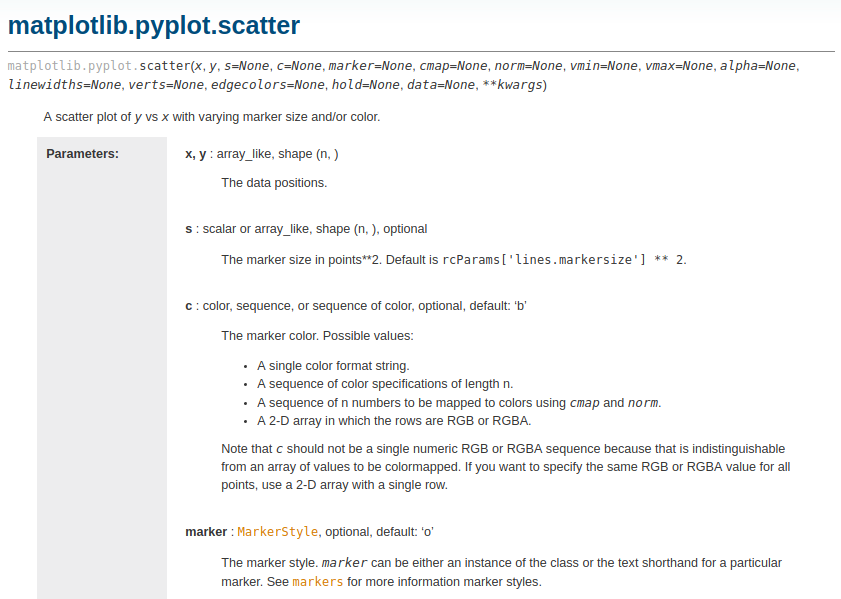 matplotlib.pyplot.scatter
matplotlib.pyplot.scatter(x, y, s=None, c=None, marker=None, cmap=None, norm=None, vmin=None, vmax=None, alpha=None,
linewidths=None, verts=None, edgecolors=None, hold=None, data=None, **kwargs)
A scatter plot of y vs x with varying marker size and/or color.
Parameters:
x, y : array_like, shape (n, )
The data positions.
s : scalar or array_like, shape (n, ), optional
The marker size in points**2. Default is rcParams['lines.markersize'] ** 2.
c : color, sequence, or sequence of color, optional, default: ‘b’
The marker color. Possible values:
• A single color format string.
• A sequence of color specifications of length n.
• A sequence of n numbers to be mapped to colors using cmap and norm.
• A 2-D array in which the rows are RGB or RGBA.
Note that c should not be a single numeric RGB or RGBA sequence because that is indistinguishable
from an array of values to be colormapped. If you want to specify the same RGB or RGBA value for all
points, use a 2-D array with a single row.
marker : MarkerStyle, optional, default: ‘o’
The marker style. marker can be either an instance of the class or the text shorthand for a particular
marker. See markers for more information marker styles.